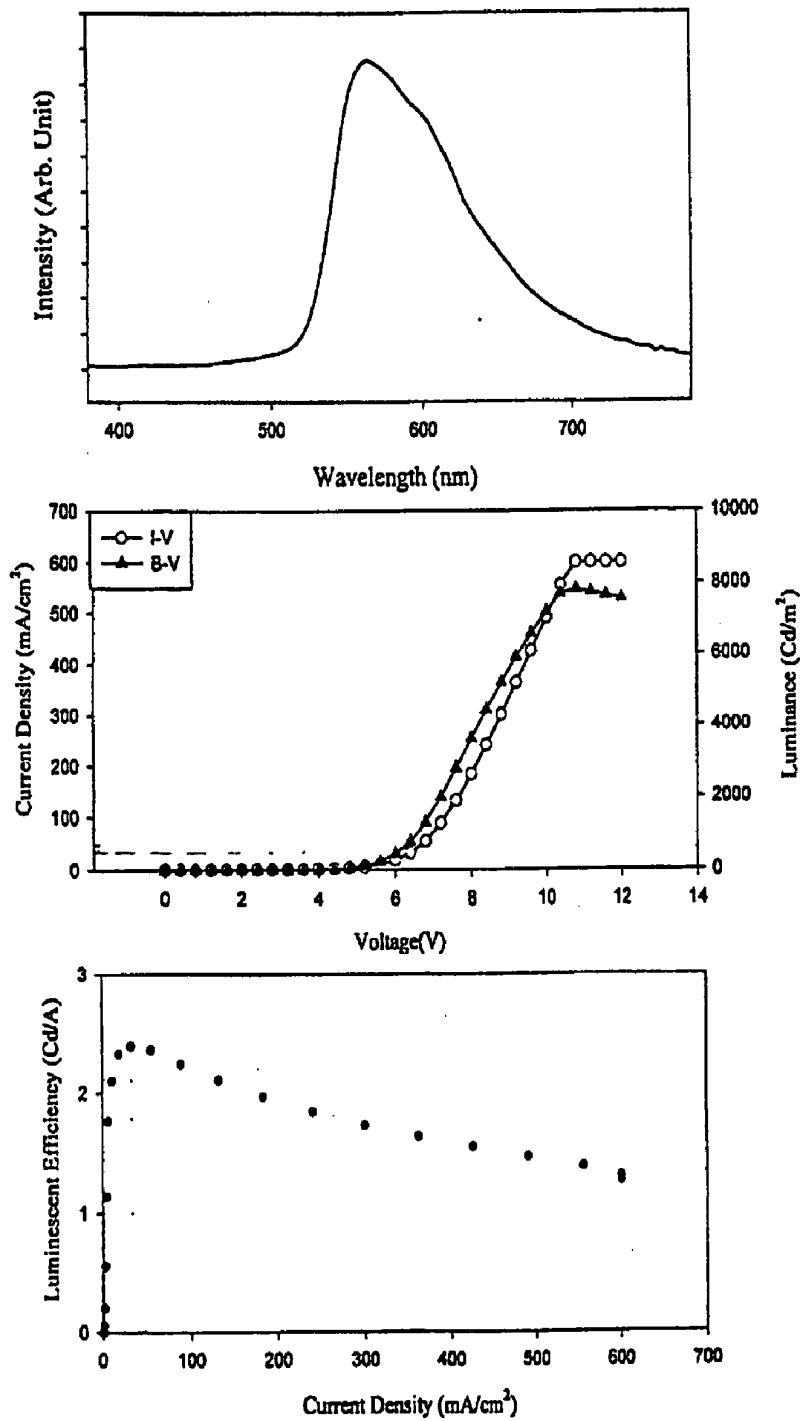 Intensity (Arb. Unit)
400 500 600 700
Wavelength (nm)
700
600
500
400
300
200
100
0
Current Density (mA/cm²)
I-V
B-V
10000
8000
6000
4000
2000
0
Luminance (Cd/m²)
0 2 4 6 8 10 12 14
Voltage(V)
3
2
1
0
Luminescent Efficiency (Cd/A)
0 100 200 300 400 500 600 700
Current Density (mA/cm²)